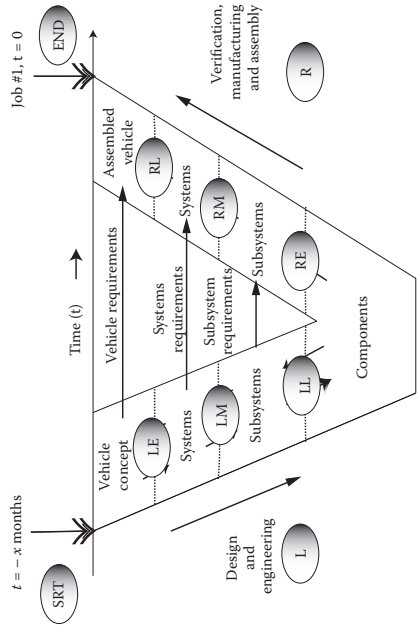 t = – x months
Job #1, t = 0
SRT
END
Time (t)
Vehicle requirements
Vehicle
concept
Assembled
vehicle
LE
RL
Systems
Systems
requirements
Systems
LM
RM
Subsystem
requirements
Subsystems
Subsystems
LL
RE
Components
Design
and
engineering
L
Verification,
manufacturing
and assembly
R